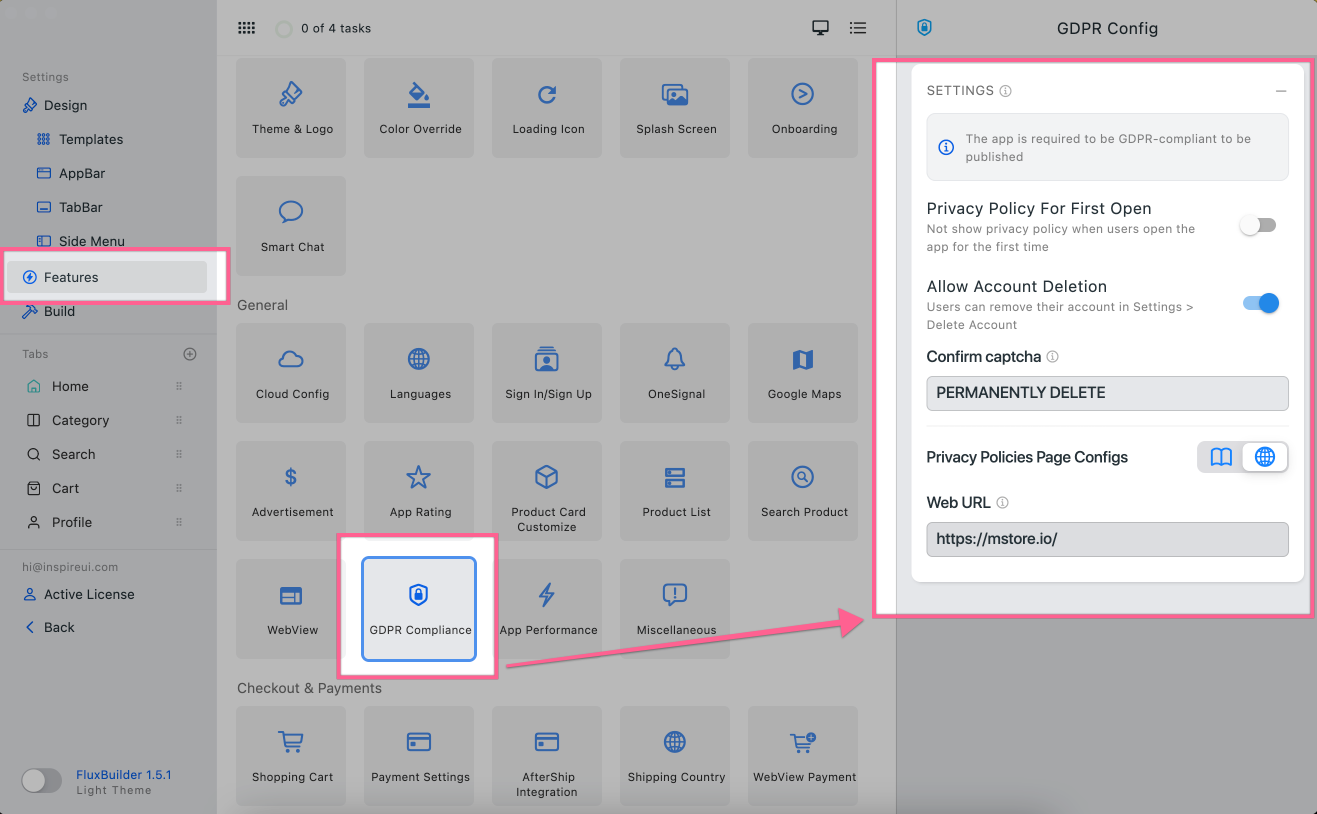 Settings
Design
Templates
AppBar
TabBar
Side Menu
Features
Build
Tabs
Home
Category
Search
Cart
Profile
hi@inspireui.com
Active License
Back
FluxBuilder 1.5.1
Light Theme
0 of 4 tasks
Theme & Logo
Color Override
Loading Icon
Splash Screen
Onboarding
Smart Chat
General
Cloud Config
Languages
Sign In/Sign Up
OneSignal
Google Maps
Advertisement
App Rating
Product Card
Customize
Product List
Search Product
WebView
GDPR Compliance
App Performance
Miscellaneous
Checkout & Payments
Shopping Cart
Payment Settings
AfterShip
Integration
Shipping Country
WebView Payment
GDPR Config
SETTINGS
The app is required to be GDPR-compliant to be
published
Privacy Policy For First Open
Not show privacy policy when users open the
app for the first time
Allow Account Deletion
Users can remove their account in Settings >
Delete Account
Confirm captcha
PERMANENTLY DELETE
Privacy Policies Page Configs
Web URL
https://mstore.io/